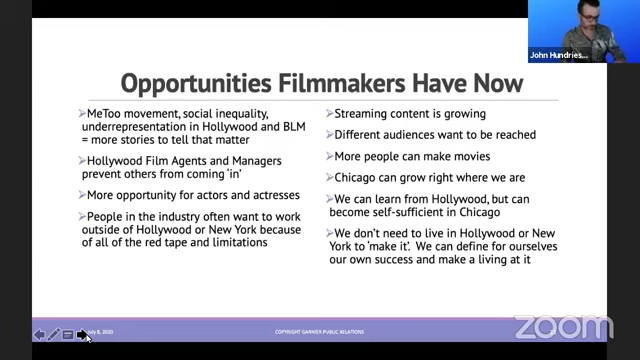 John Hundries...
Opportunities Filmmakers Have Now
MeToo movement, social inequality,
underrepresentation in Hollywood and BLM
= more stories to tell that matter
Hollywood Film Agents and Managers
prevent others from coming ‘in’
More opportunity for actors and actresses
People in the industry often want to work
outside of Hollywood or New York because
of all of the red tape and limitations
Streaming content is growing
Different audiences want to be reached
More people can make movies
Chicago can grow right where we are
We can learn from Hollywood, but can
become self-sufficient in Chicago
We don’t need to live in Hollywood or New
York to ‘make it’. We can define for ourselves
our own success and make a living at it
July 8, 2020
COPYRIGHT GARNIER PUBLIC RELATIONS
zoom